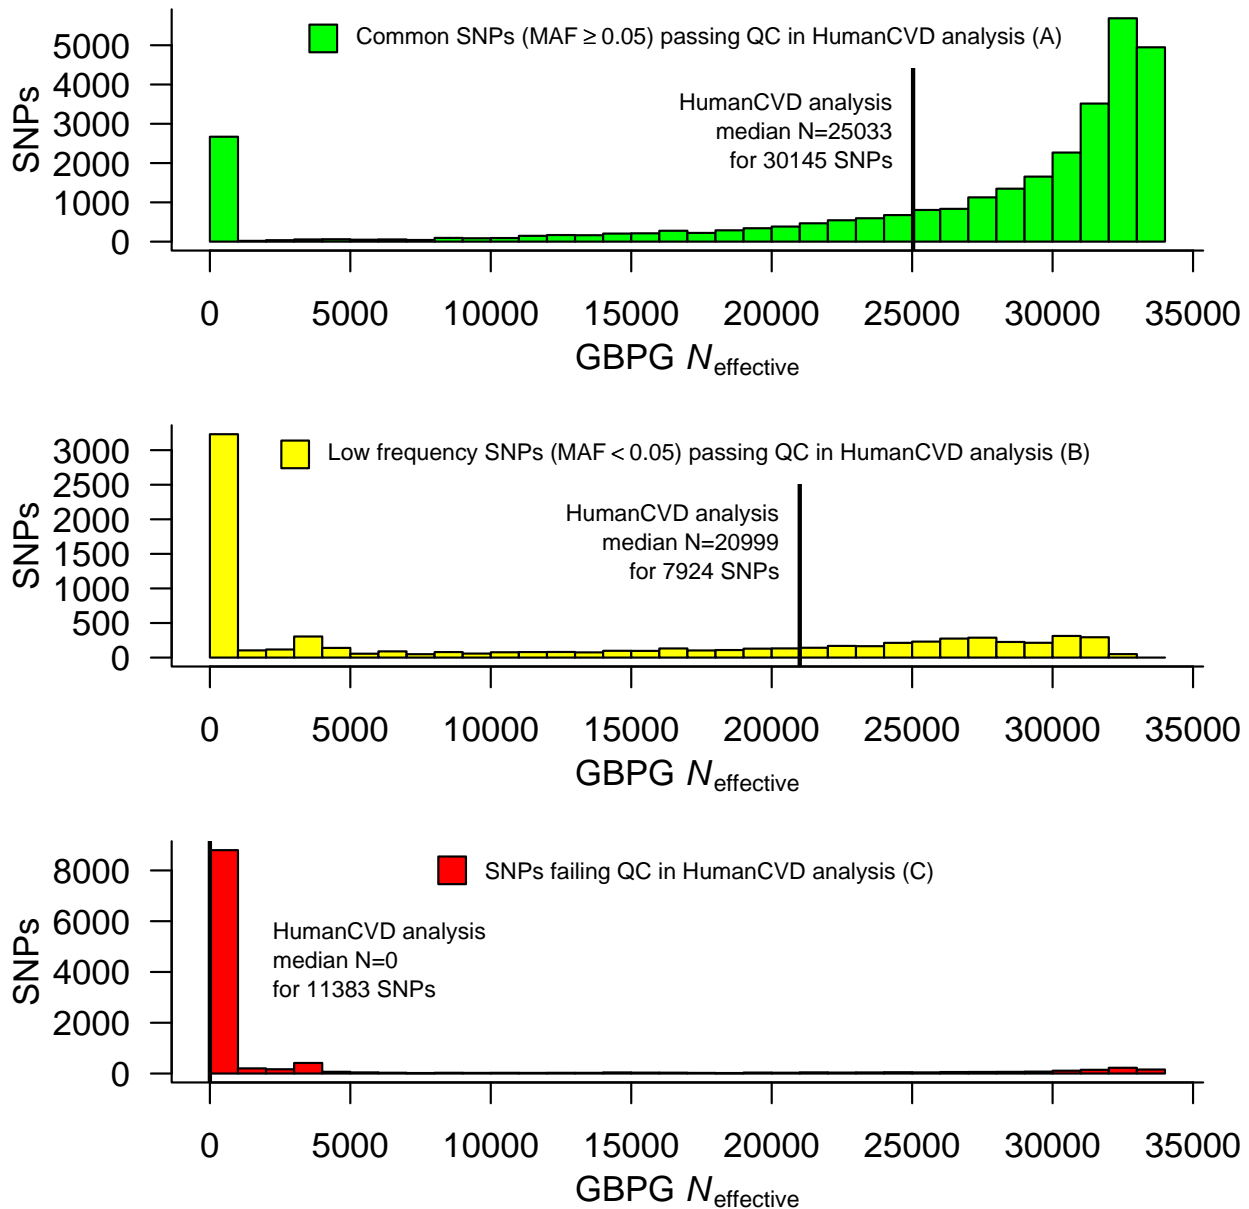 Common SNPs (MAF ≥ 0.05) passing QC in HumanCVD analysis (A)
HumanCVD analysis
median N=25033
for 30145 SNPs
SNPs
5000
4000
3000
2000
1000
0
0 5000 10000 15000 20000 25000 30000 35000
GBPG Neffective
Low frequency SNPs (MAF < 0.05) passing QC in HumanCVD analysis (B)
HumanCVD analysis
median N=20999
for 7924 SNPs
SNPs
3000
2500
2000
1500
1000
500
0
0 5000 10000 15000 20000 25000 30000 35000
GBPG Neffective
SNPs failing QC in HumanCVD analysis (C)
HumanCVD analysis
median N=0
for 11383 SNPs
SNPs
8000
6000
4000
2000
0
0 5000 10000 15000 20000 25000 30000 35000
GBPG Neffective